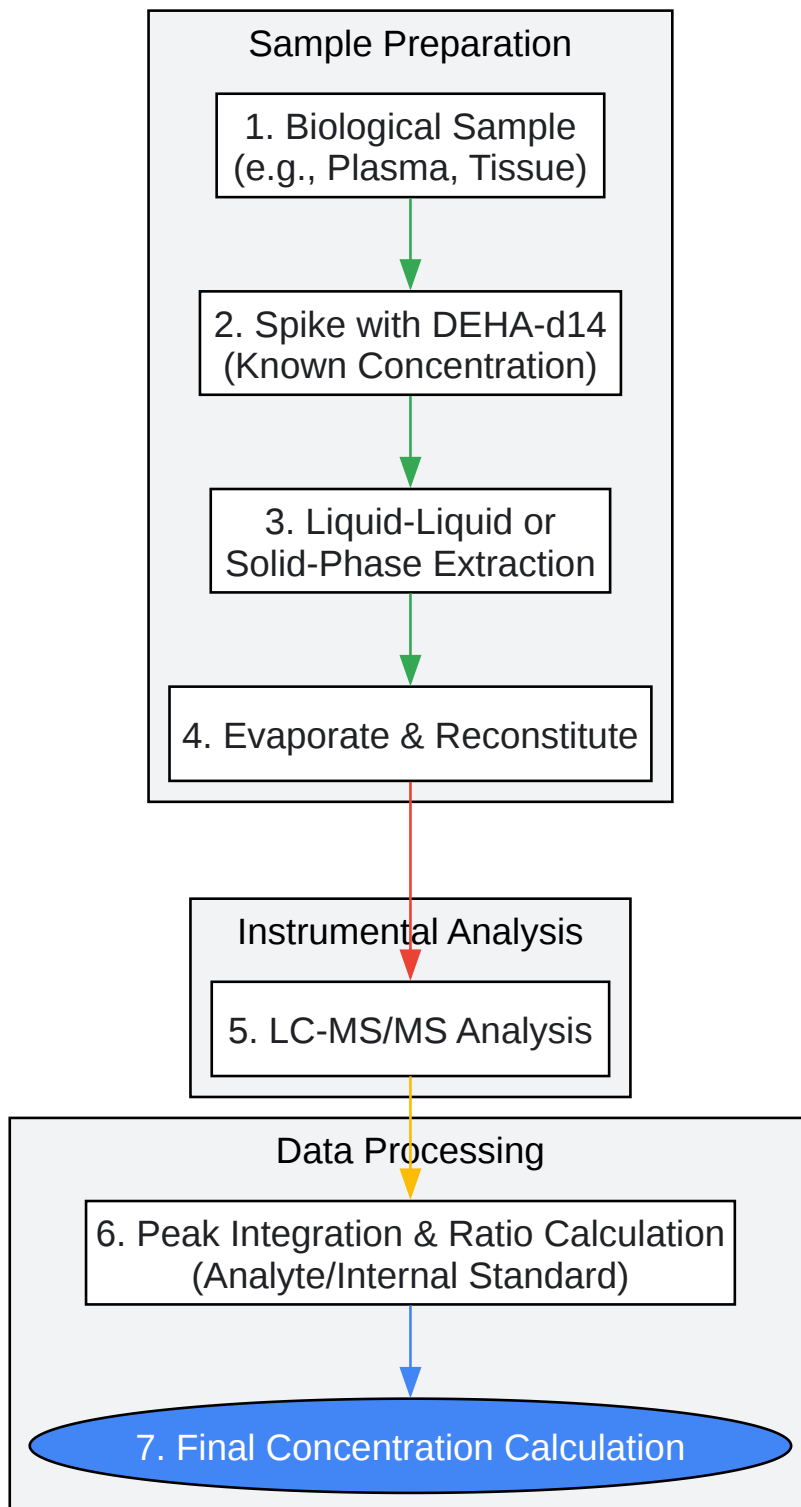 Sample Preparation
1. Biological Sample
(e.g., Plasma, Tissue)
2. Spike with DEHA-d14
(Known Concentration)
3. Liquid-Liquid or
Solid-Phase Extraction
4. Evaporate & Reconstitute
Instrumental Analysis
5. LC-MS/MS Analysis
Data Processing
6. Peak Integration & Ratio Calculation
(Analyte/Internal Standard)
7. Final Concentration Calculation